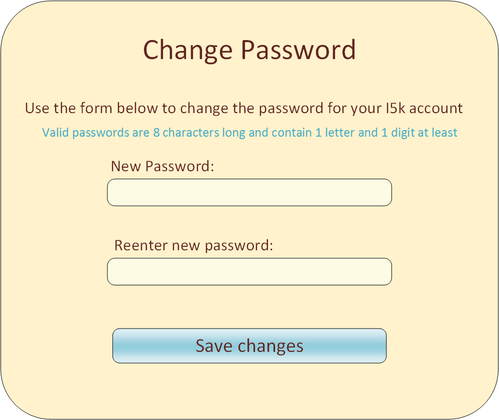 Change Password
Use the form below to change the password for your I5k account
Valid passwords are 8 characters long and contain 1 letter and 1 digit at least
New Password:
Reenter new password:
Save changes